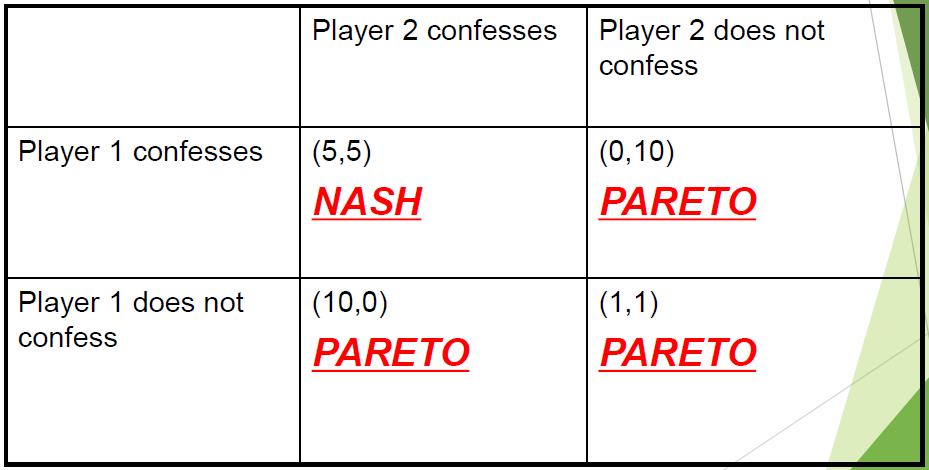 Player 2 confesses
Player 2 does not
confess
Player 1 confesses
(5,5)
NASH
(0,10)
PARETO
Player 1 does not
confess
(10,0)
PARETO
(1,1)
PARETO